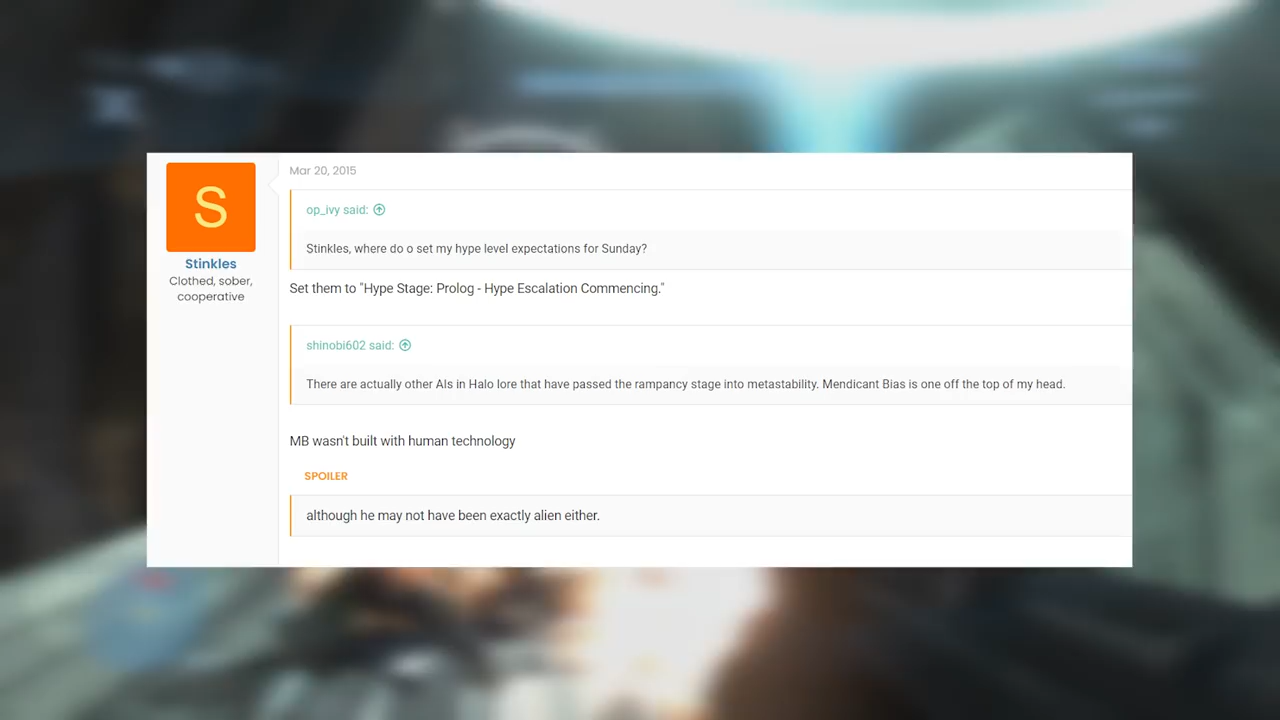 Mar 20, 2015
S
Stinkles
Clothed, sober,
cooperative
op_ivy said:
Stinkles, where do o set my hype level expectations for Sunday?
Set them to "Hype Stage: Prolog - Hype Escalation Commencing."
shinobi602 said:
There are actually other AIs in Halo lore that have passed the rampancy stage into metastability. Mendicant Bias is one off the top of my head.
MB wasn't built with human technology
SPOILER
although he may not have been exactly alien either.